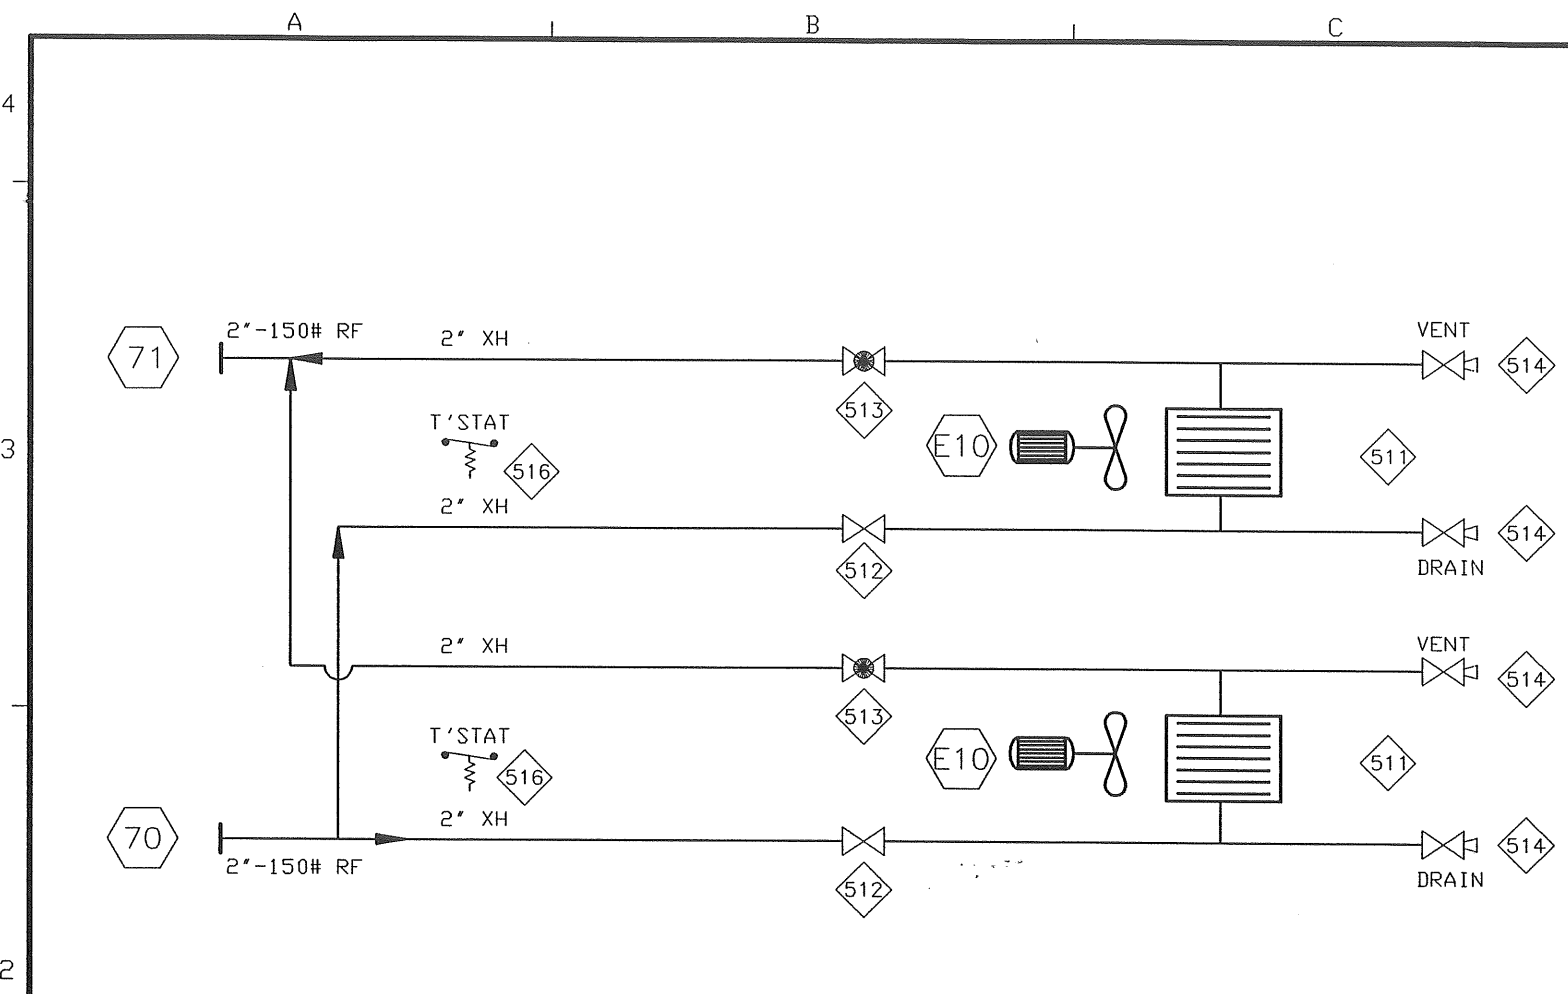 A
B
C
4
2"-150# RF
2" XH
VENT
71
514
513
T'STAT
3
E10
511
516
2" XH
514
512
DRAIN
2" XH
VENT
514
513
T'STAT
E10
511
516
2" XH
70
514
2"-150# RF
DRAIN
512
2